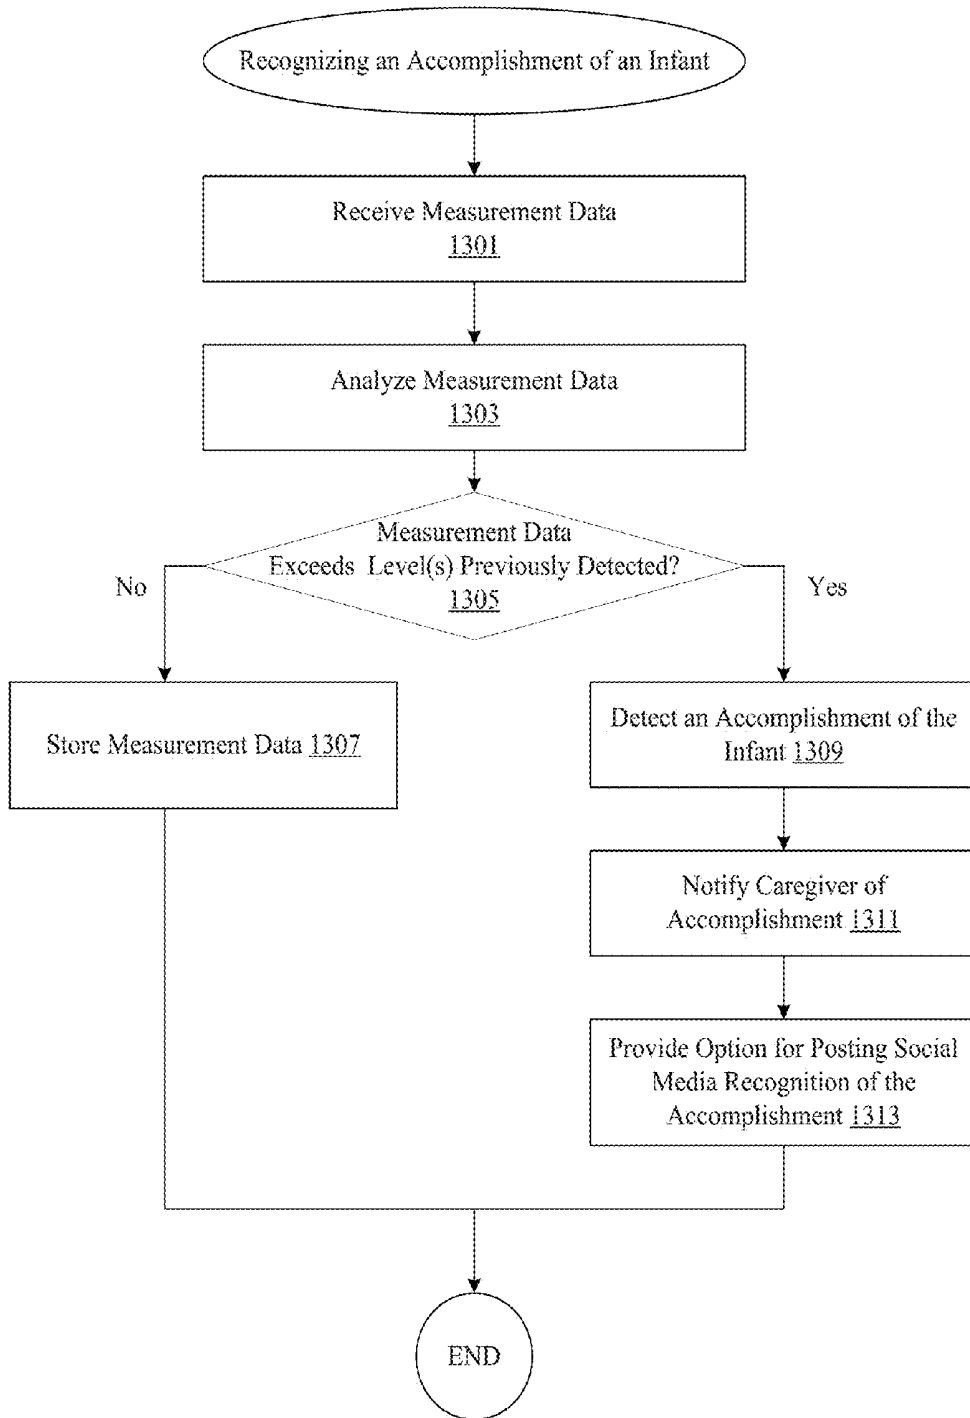 Recognizing an Accomplishment of an Infant
Receive Measurement Data
1301
Analyze Measurement Data
1303
Measurement Data
Exceeds Level(s) Previously Detected?
1305
No
Yes
Store Measurement Data 1307
Detect an Accomplishment of the
Infant 1309
Notify Caregiver of
Accomplishment 1311
Provide Option for Posting Social
Media Recognition of the
Accomplishment 1313
END